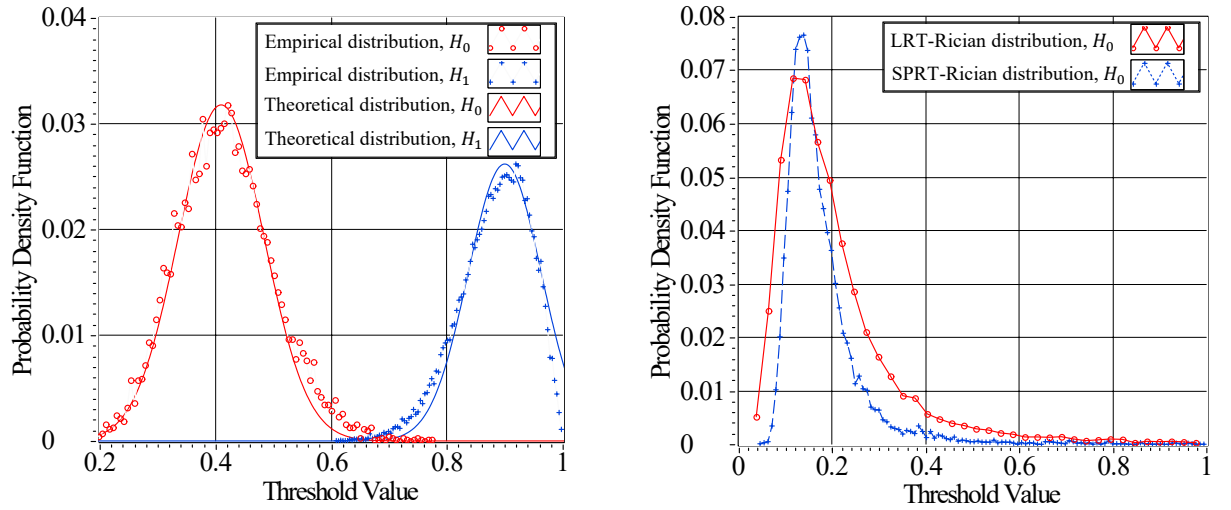 0.04
0.03
0.02
0.01
0
Probability Density Function
Empirical distribution, H₀
Empirical distribution, H₁
Theoretical distribution, H₀
Theoretical distribution, H₁
0.2 0.4 0.6 0.8 1
Threshold Value
0.08
0.07
0.06
0.05
0.04
0.03
0.02
0.01
0
Probability Density Function
LRT-Rician distribution, H₀
SPRT-Rician distribution, H₀
0 0.2 0.4 0.6 0.8 1
Threshold Value